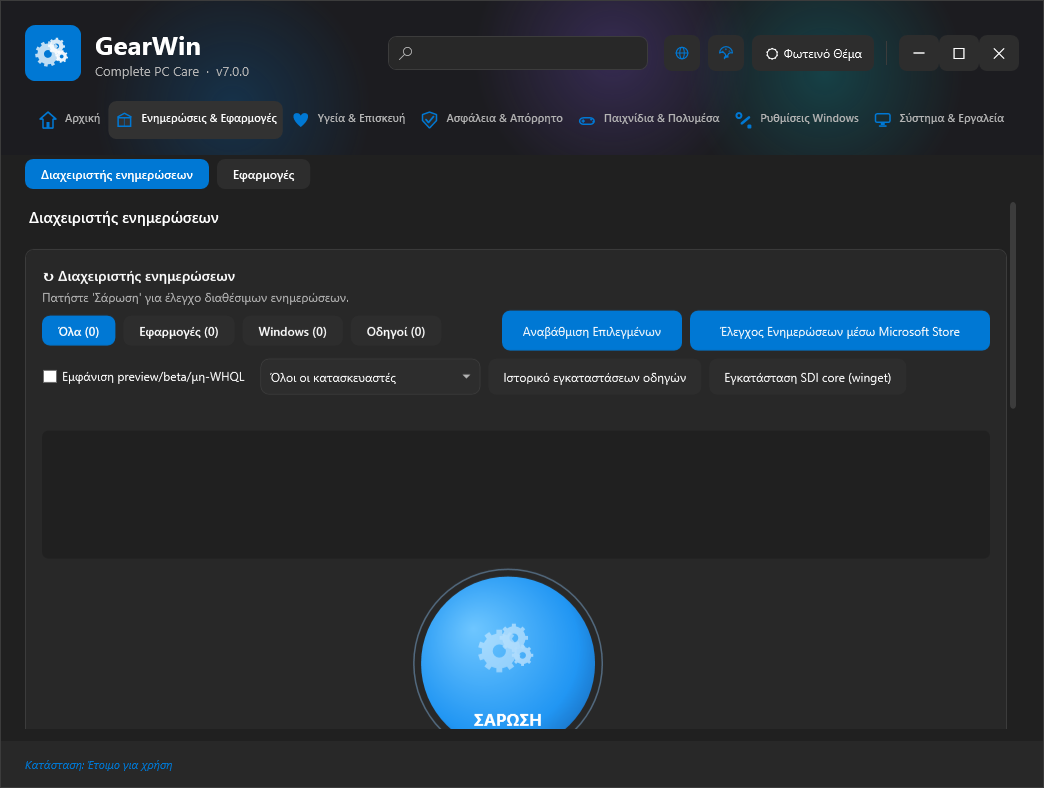 GearWin
Complete PC Care · v7.0.0
Φωτεινό Θέμα
Αρχική
Ενημερώσεις & Εφαρμογές
Υγεία & Επισκευή
Ασφάλεια & Απόρρητο
Παιχνίδια & Πολυμέσα
Ρυθμίσεις Windows
Σύστημα & Εργαλεία
Διαχειριστής ενημερώσεων
Εφαρμογές
Διαχειριστής ενημερώσεων
↻ Διαχειριστής ενημερώσεων
Πατήστε 'Σάρωση' για έλεγχο διαθέσιμων ενημερώσεων.
Όλα (0)
Εφαρμογές (0)
Windows (0)
Οδηγοί (0)
Αναβάθμιση Επιλεγμένων
Έλεγχος Ενημερώσεων μέσω Microsoft Store
Εμφάνιση preview/beta/μη-WHQL
Όλοι οι κατασκευαστές
Ιστορικό εγκαταστάσεων οδηγών
Εγκατάσταση SDI core (winget)
ΣΑΡΩΣΗ
Κατάσταση: Έτοιμο για χρήση